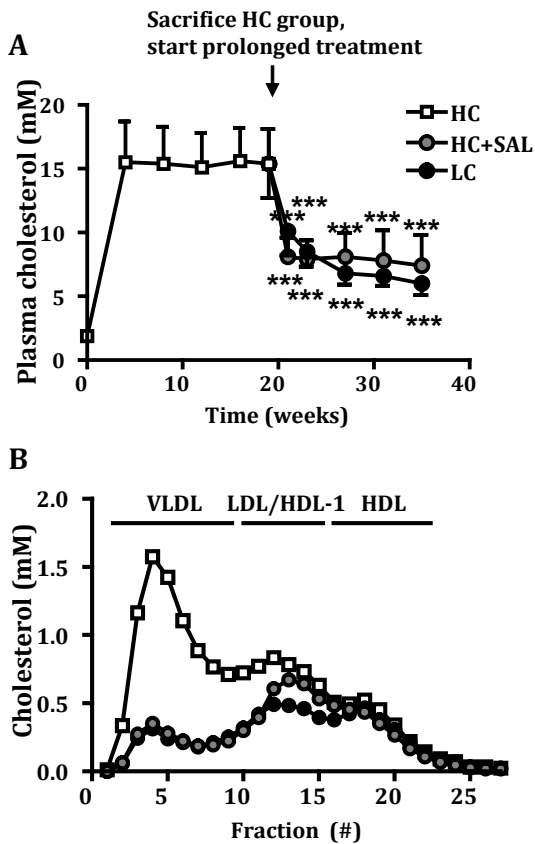 Sacrifice HC group,
start prolonged treatment
A
Plasma cholesterol (mM)
20
15
10
5
0
HC
HC+SAL
LC
*** *** *** *** ***
*** *** *** *** ***
0 10 20 30 40
Time (weeks)
B
VLDL LDL/HDL-1 HDL
Cholesterol (mM)
2.0
1.5
1.0
0.5
0.0
0 5 10 15 20 25
Fraction (#)